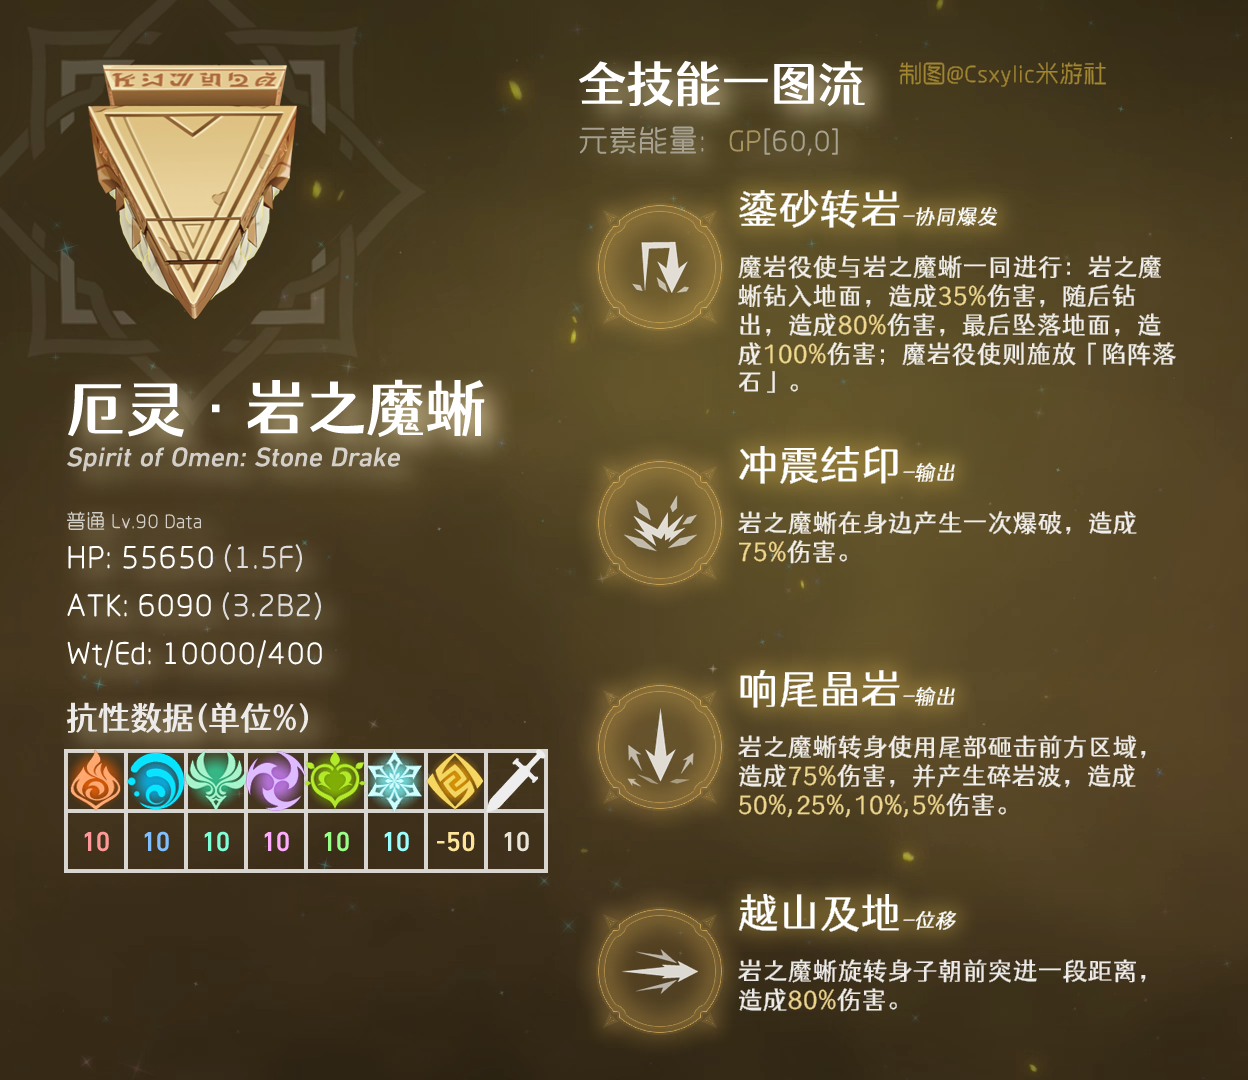 全技能一图流
制图@Csxylic米游社
元素能量： GP[60,0]
鎏砂转岩-协同爆发
魔岩役使与岩之魔蜥一同进行：岩之魔
蜥钻入地面，造成35%伤害，随后钻
出，造成80%伤害，最后坠落地面，造
成100%伤害；魔岩役使则施放「陷阵落
石」。
厄灵·岩之魔蜥
Spirit of Omen: Stone Drake
普通 Lv.90 Data
HP: 55650 (1.5F)
ATK: 6090 (3.2B2)
Wt/Ed: 10000/400
抗性数据(单位%)
10 10 10 10 10 10 -50 10
冲震结印-输出
岩之魔蜥在身边产生一次爆破，造成
75%伤害。
响尾晶岩-输出
岩之魔蜥转身使用尾部砸击前方区域，
造成75%伤害，并产生碎岩波，造成
50%,25%,10%,5%伤害。
越山及地-位移
岩之魔蜥旋转身子朝前突进一段距离，
造成80%伤害。